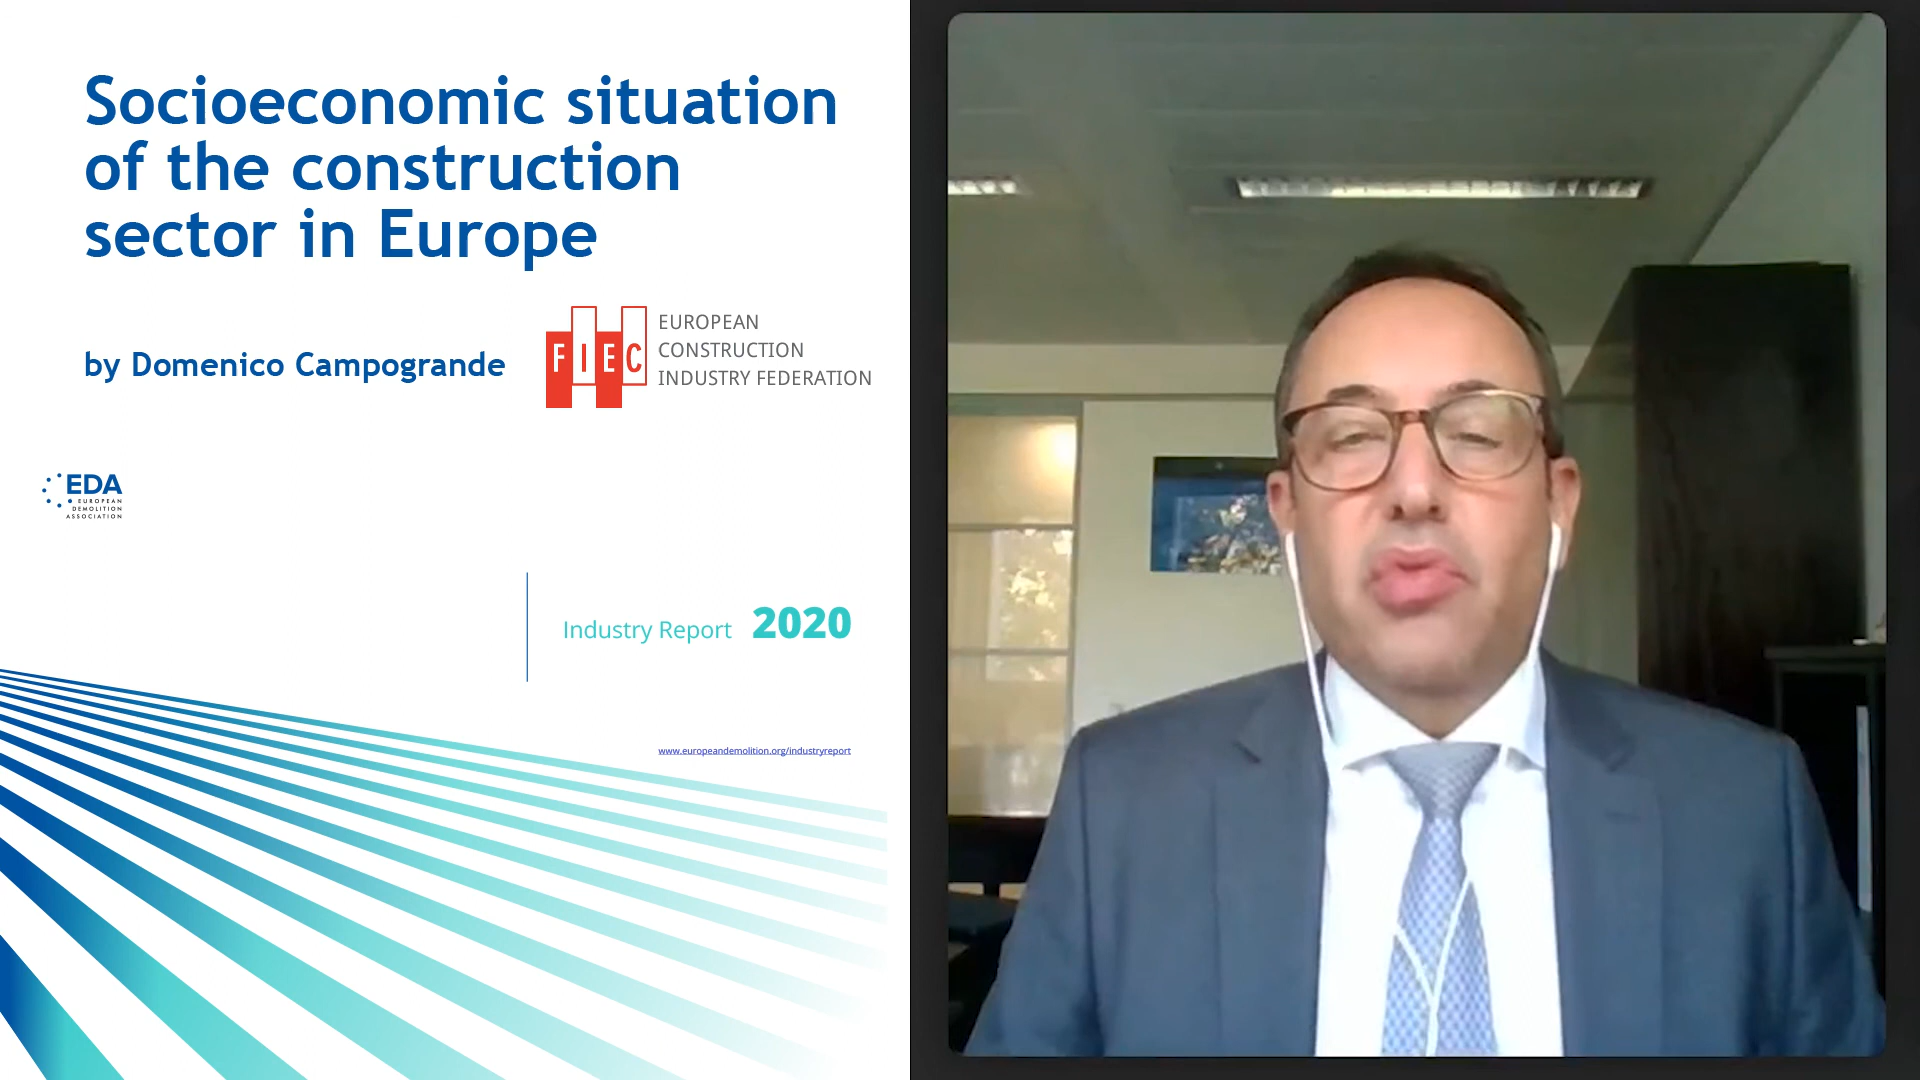 Socioeconomic situation
of the construction
sector in Europe
by Domenico Campogrande
FIEC
EUROPEAN
CONSTRUCTION
INDUSTRY FEDERATION
EDA
EUROPEAN
DEMOLITION
ASSOCIATION
Industry Report 2020
www.europeandemolition.org/industryreport